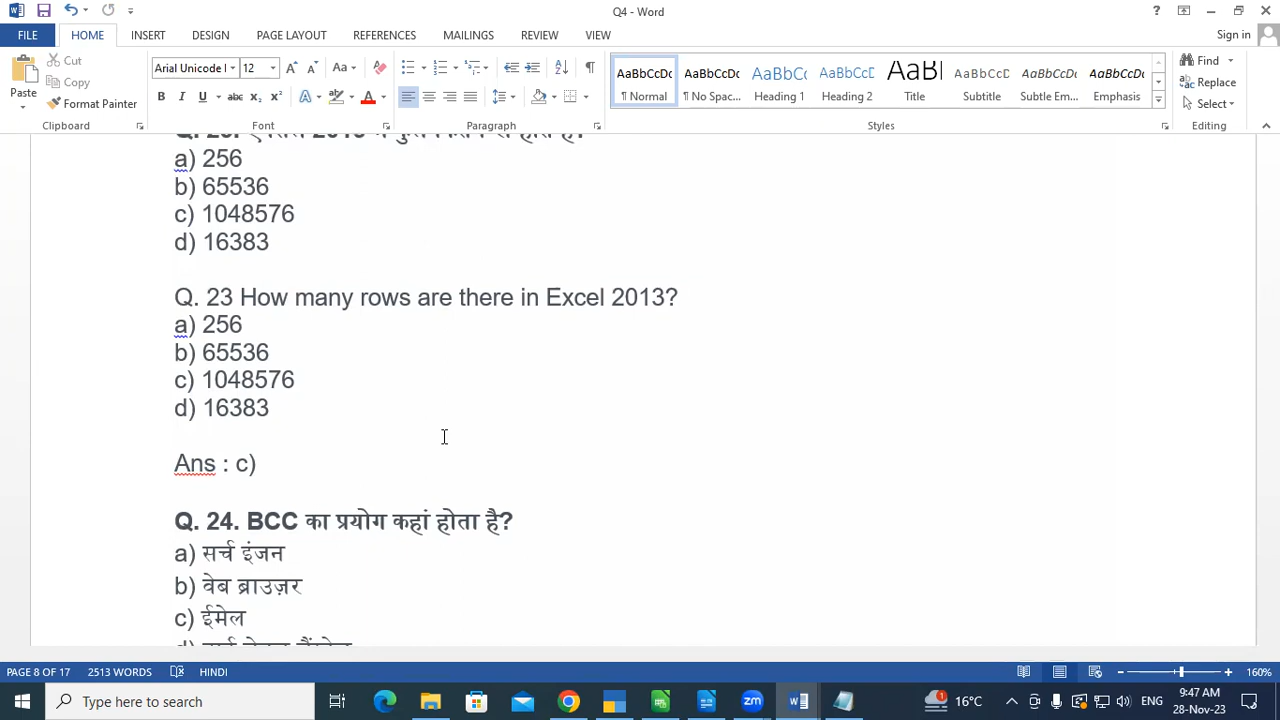 Q4 - Word
? Sign in
FILE HOME INSERT DESIGN PAGE LAYOUT REFERENCES MAILINGS REVIEW VIEW
Paste Cut Copy Format Painter
Arial Unicode 12
AaBbCcDc AaBbCcDc AaBbCc AaBbCc AaBl AaBbCcD AaBbCcDc AaBbCcDc
¶ Normal ¶ No Spac... Heading 1 Heading 2 Title Subtitle Subtle Em... Emphasis
Find Replace Select
Clipboard Font Paragraph Styles Editing
a) 256
b) 65536
c) 1048576
d) 16383
Q. 23 How many rows are there in Excel 2013?
a) 256
b) 65536
c) 1048576
d) 16383
Ans : c)
Q. 24. BCC का प्रयोग कहां होता है?
a) सर्च इंजन
b) वेब ब्राउज़र
c) ईमेल
PAGE 8 OF 17 2513 WORDS HINDI 160%
Type here to search 16°C ENG 9:47 AM
28-Nov-23